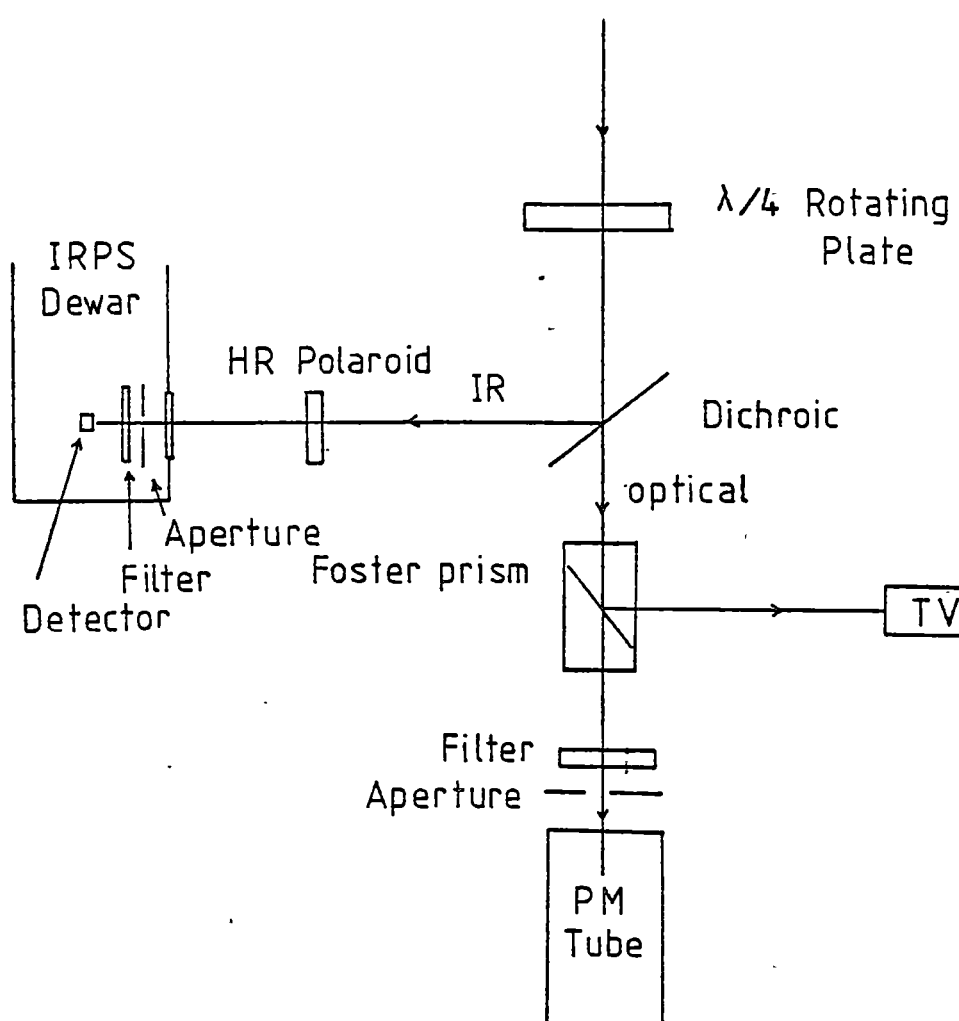 λ/4 Rotating
Plate
IRPS
Dewar
HR Polaroid
IR
Dichroic
optical
Aperture
Filter
Detector
Foster prism
TV
Filter
Aperture
PM
Tube